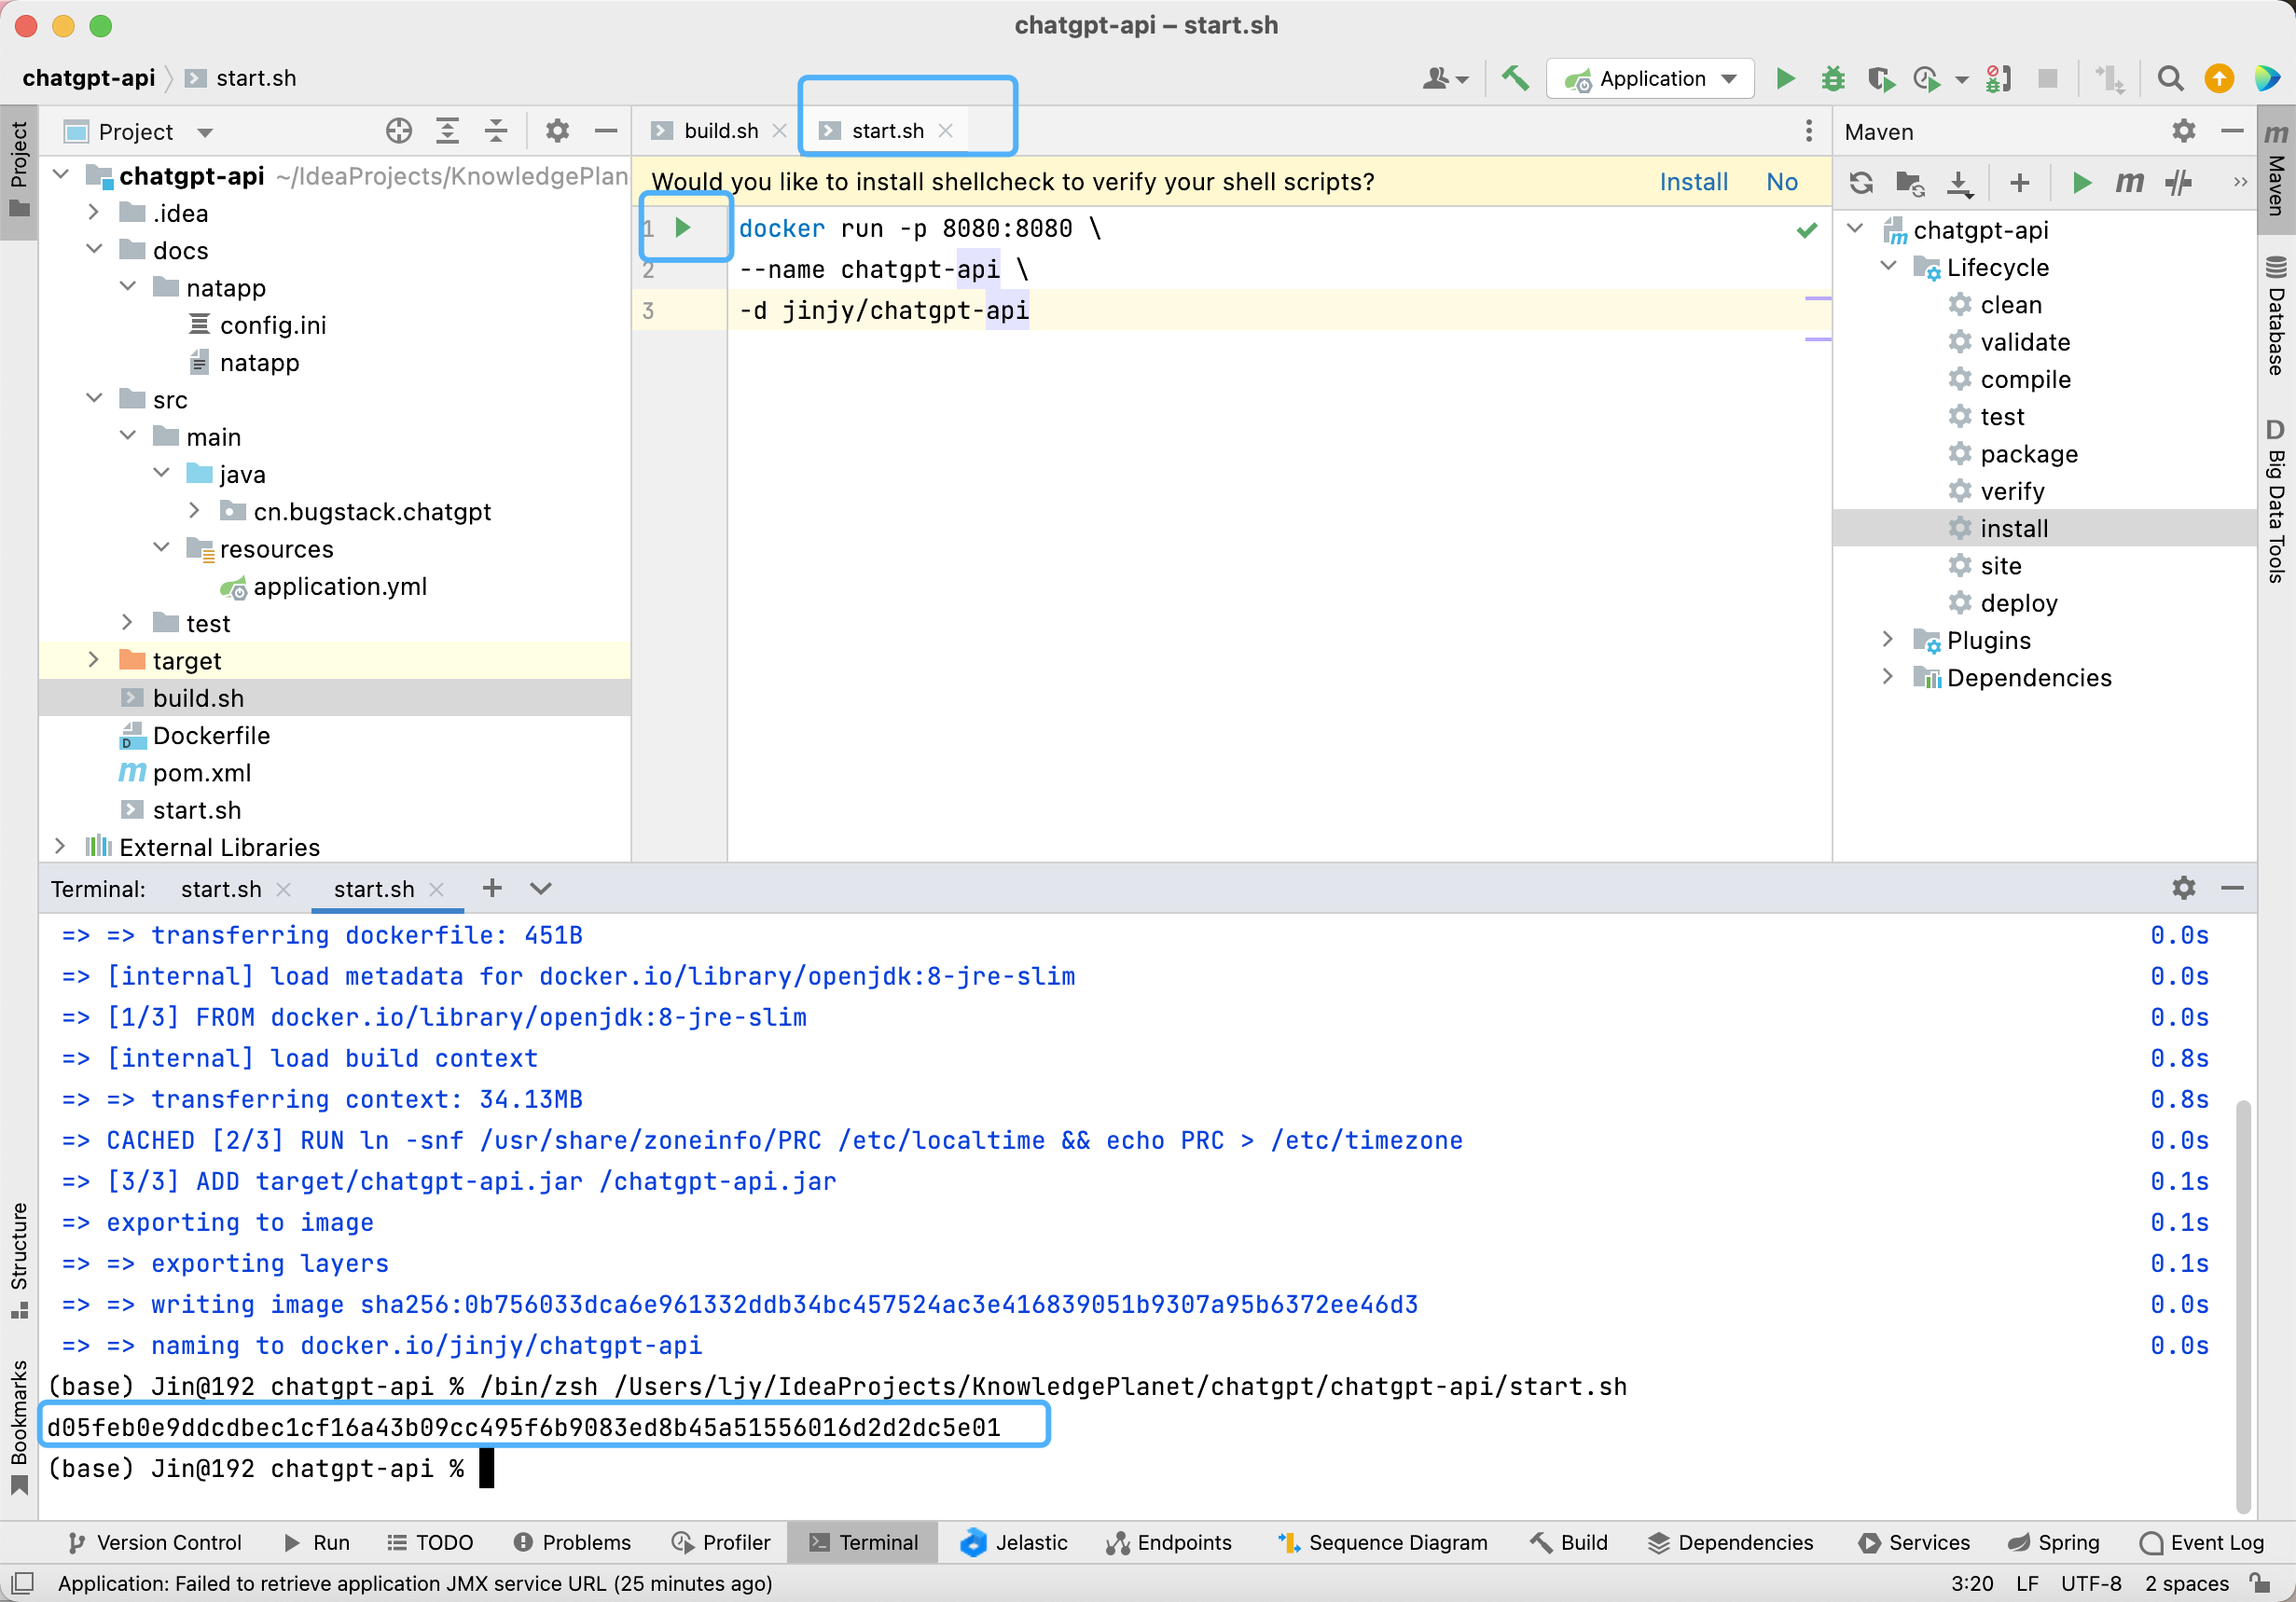 chatgpt-api – start.sh
chatgpt-api start.sh
Application
Project
build.sh
start.sh
Maven
Project
chatgpt-api ~/IdeaProjects/KnowledgePlan
.idea
docs
natapp
config.ini
natapp
src
main
java
cn.bugstack.chatgpt
resources
application.yml
test
target
build.sh
Dockerfile
pom.xml
start.sh
External Libraries
Would you like to install shellcheck to verify your shell scripts? Install No
1 docker run -p 8080:8080 \
2 --name chatgpt-api \
3 -d jinjy/chatgpt-api
chatgpt-api
Lifecycle
clean
validate
compile
test
package
verify
install
site
deploy
Plugins
Dependencies
Maven
Database
D Big Data Tools
Terminal: start.sh start.sh
=> => transferring dockerfile: 451B 0.0s
=> [internal] load metadata for docker.io/library/openjdk:8-jre-slim 0.0s
=> [1/3] FROM docker.io/library/openjdk:8-jre-slim 0.0s
=> [internal] load build context 0.8s
=> => transferring context: 34.13MB 0.8s
=> CACHED [2/3] RUN ln -snf /usr/share/zoneinfo/PRC /etc/localtime && echo PRC > /etc/timezone 0.0s
=> [3/3] ADD target/chatgpt-api.jar /chatgpt-api.jar 0.1s
=> exporting to image 0.1s
=> => exporting layers 0.1s
=> => writing image sha256:0b756033dca6e961332ddb34bc457524ac3e416839051b9307a95b6372ee46d3 0.0s
=> => naming to docker.io/jinjy/chatgpt-api 0.0s
(base) Jin@192 chatgpt-api % /bin/zsh /Users/ljy/IdeaProjects/KnowledgePlanet/chatgpt/chatgpt-api/start.sh
d05feb0e9ddcdbec1cf16a43b09cc495f6b9083ed8b45a51556016d2d2dc5e01
(base) Jin@192 chatgpt-api %
Structure
Bookmarks
Version Control Run TODO Problems Profiler Terminal Jelastic Endpoints Sequence Diagram Build Dependencies Services Spring Event Log
Application: Failed to retrieve application JMX service URL (25 minutes ago) 3:20 LF UTF-8 2 spaces